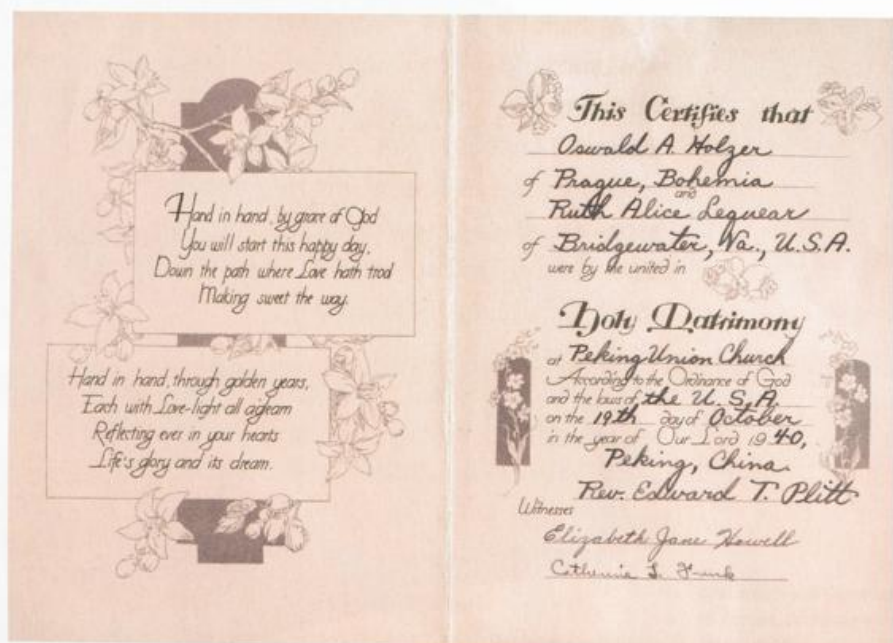 Hand in hand, by grace of God
You will start this happy day,
Down the path where Love hath trod
Making sweet the way.
Hand in hand, through golden years,
Each with Love-light all agleam
Reflecting ever in your hearts
Life's glory and its dream.
This Certifies that
Oswald A. Holzer
of Prague, Bohemia
and
Ruth Alice Lequear
of Bridgewater, Va., U.S.A.
were by me united in
Holy Matrimony
at Peking Union Church
According to the Ordinance of God
and the laws of the U.S.A.
on the 19th day of October
in the year of Our Lord 1940,
Peking, China.
Rev. Edward T. Plitt
Witnesses
Elizabeth Jane Howell
Catherine L. Funk